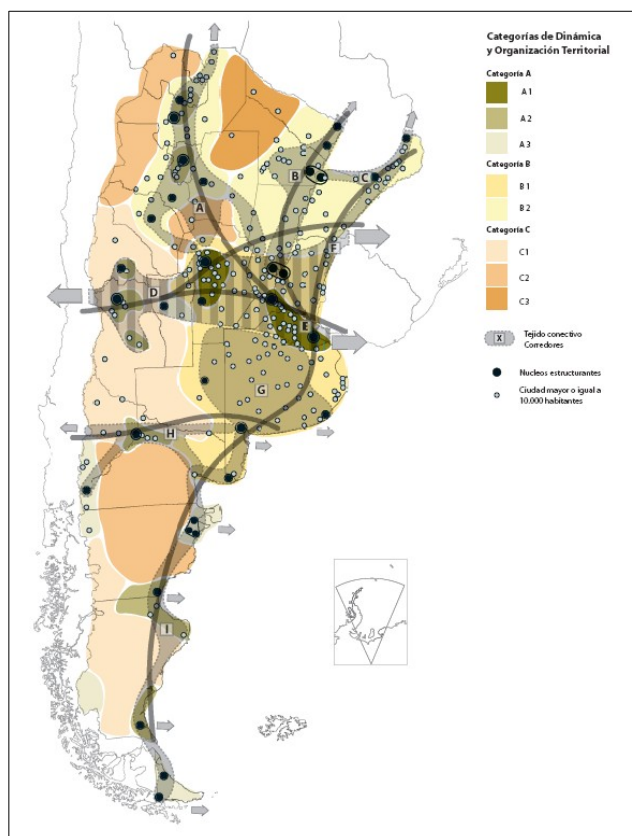 Categorías de Dinámica
y Organización Territorial
Categoría A
A 1
A 2
A 3
Categoría B
B 1
B 2
Categoría C
C1
C2
C3
X
Tejido conectivo
Corredores
Nucleos estructurantes
Ciudad mayor o igual a
10.000 habitantes
B
C
A
F
D
E
G
H
I